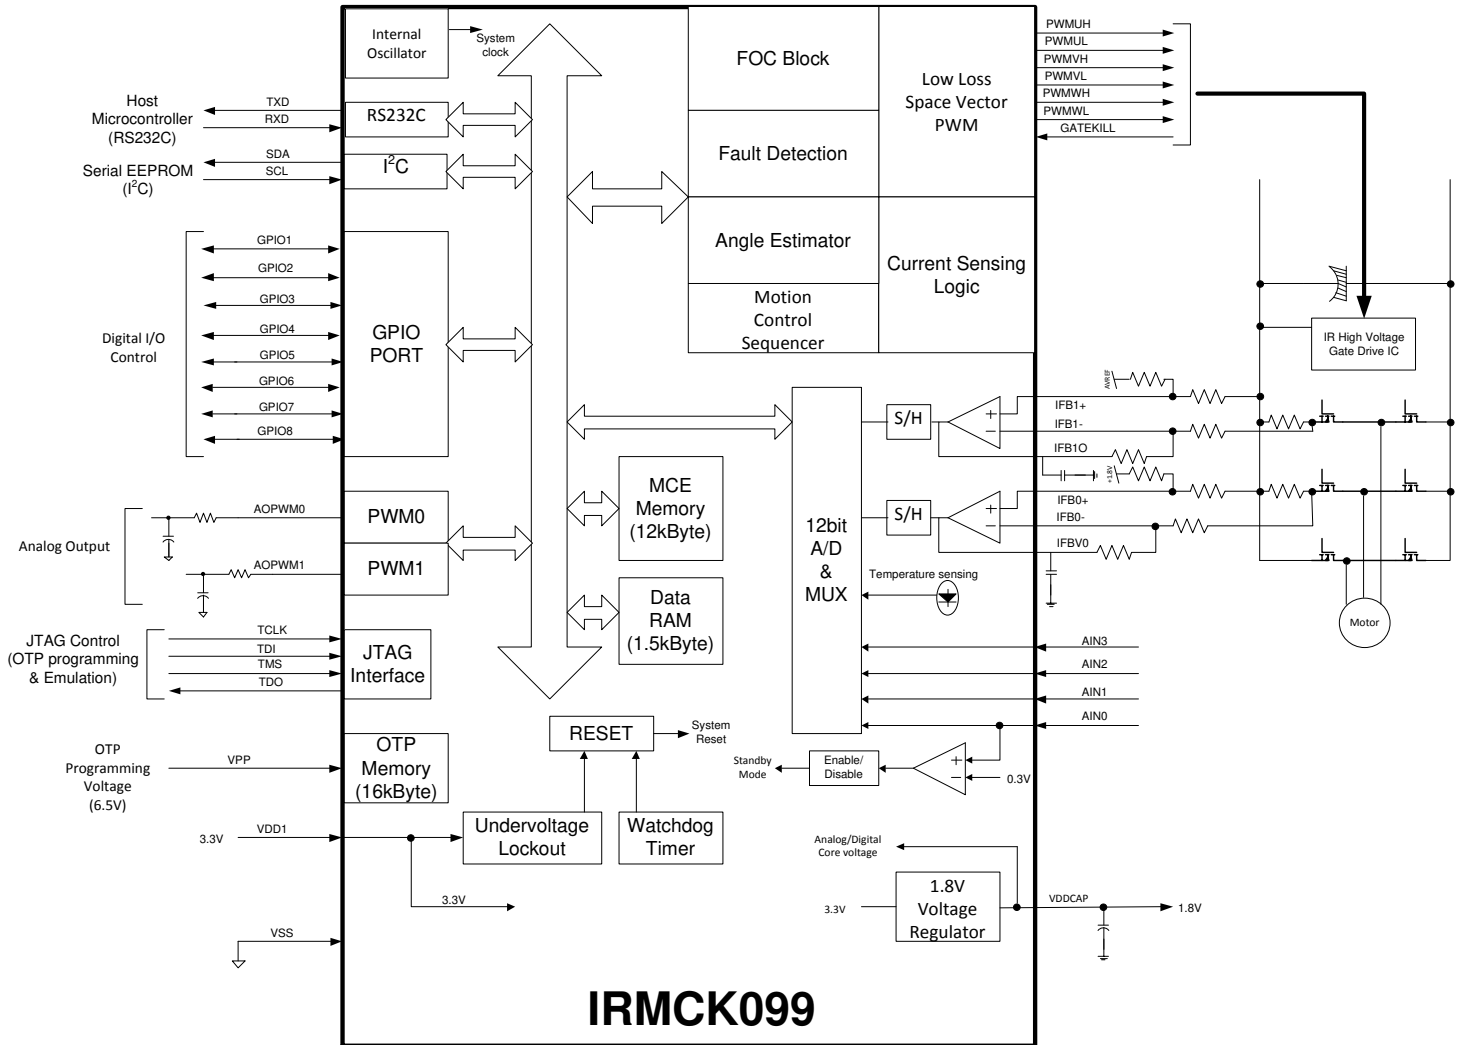 Internal
Oscillator
System
clock
Host
Microcontroller
(RS232C)
TXD
RXD
RS232C
Serial EEPROM
(I²C)
SDA
SCL
I²C
Digital I/O
Control
GPIO1
GPIO2
GPIO3
GPIO4
GPIO5
GPIO6
GPIO7
GPIO8
GPIO
PORT
Analog Output
AOPWM0
PWM0
AOPWM1
PWM1
JTAG Control
(OTP programming
& Emulation)
TCLK
TDI
TMS
TDO
JTAG
Interface
OTP
Programming
Voltage
(6.5V)
VPP
OTP
Memory
(16kByte)
3.3V
VDD1
3.3V
VSS
RESET
System
Reset
Undervoltage
Lockout
Watchdog
Timer
MCE
Memory
(12kByte)
Data
RAM
(1.5kByte)
FOC Block
Fault Detection
Angle Estimator
Motion
Control
Sequencer
Low Loss
Space Vector
PWM
Current Sensing
Logic
12bit
A/D
&
MUX
S/H
+
−
S/H
+
−
Temperature sensing
PWMUH
PWMUL
PWMVH
PWMVL
PWMWH
PWMWL
GATEKILL
IR High Voltage
Gate Drive IC
AVREF
IFB1+
IFB1-
IFB1O
+1.8V
IFB0+
IFB0-
IFBV0
Motor
AIN3
AIN2
AIN1
AIN0
Standby
Mode
Enable/
Disable
+
−
0.3V
Analog/Digital
Core voltage
3.3V
1.8V
Voltage
Regulator
VDDCAP
1.8V
IRMCK099